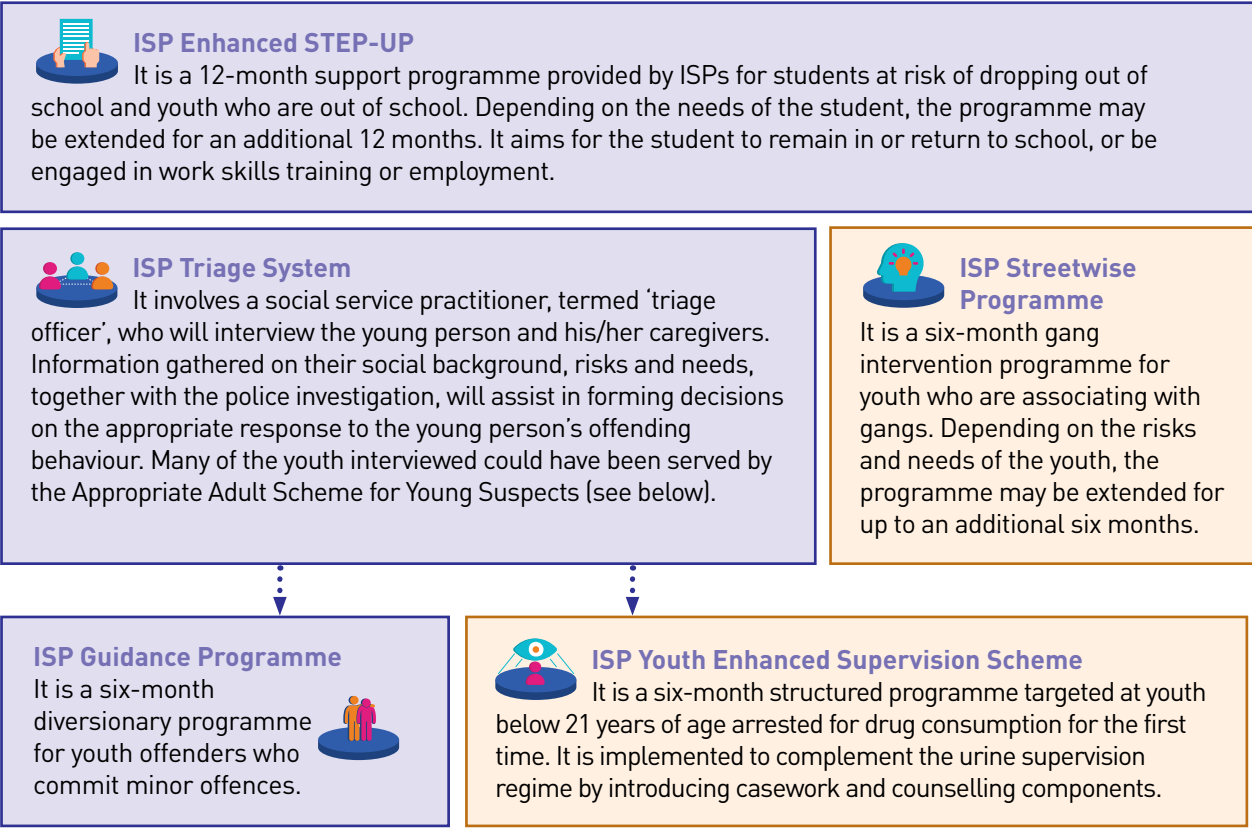 ISP Enhanced STEP-UP
It is a 12-month support programme provided by ISPs for students at risk of dropping out of
school and youth who are out of school. Depending on the needs of the student, the programme may
be extended for an additional 12 months. It aims for the student to remain in or return to school, or be
engaged in work skills training or employment.
ISP Triage System
It involves a social service practitioner, termed ‘triage
officer’, who will interview the young person and his/her caregivers.
Information gathered on their social background, risks and needs,
together with the police investigation, will assist in forming decisions
on the appropriate response to the young person’s offending
behaviour. Many of the youth interviewed could have been served by
the Appropriate Adult Scheme for Young Suspects (see below).
ISP Streetwise
Programme
It is a six-month gang
intervention programme for
youth who are associating with
gangs. Depending on the risks
and needs of the youth, the
programme may be extended for
up to an additional six months.
ISP Guidance Programme
It is a six-month
diversionary programme
for youth offenders who
commit minor offences.
ISP Youth Enhanced Supervision Scheme
It is a six-month structured programme targeted at youth
below 21 years of age arrested for drug consumption for the first
time. It is implemented to complement the urine supervision
regime by introducing casework and counselling components.